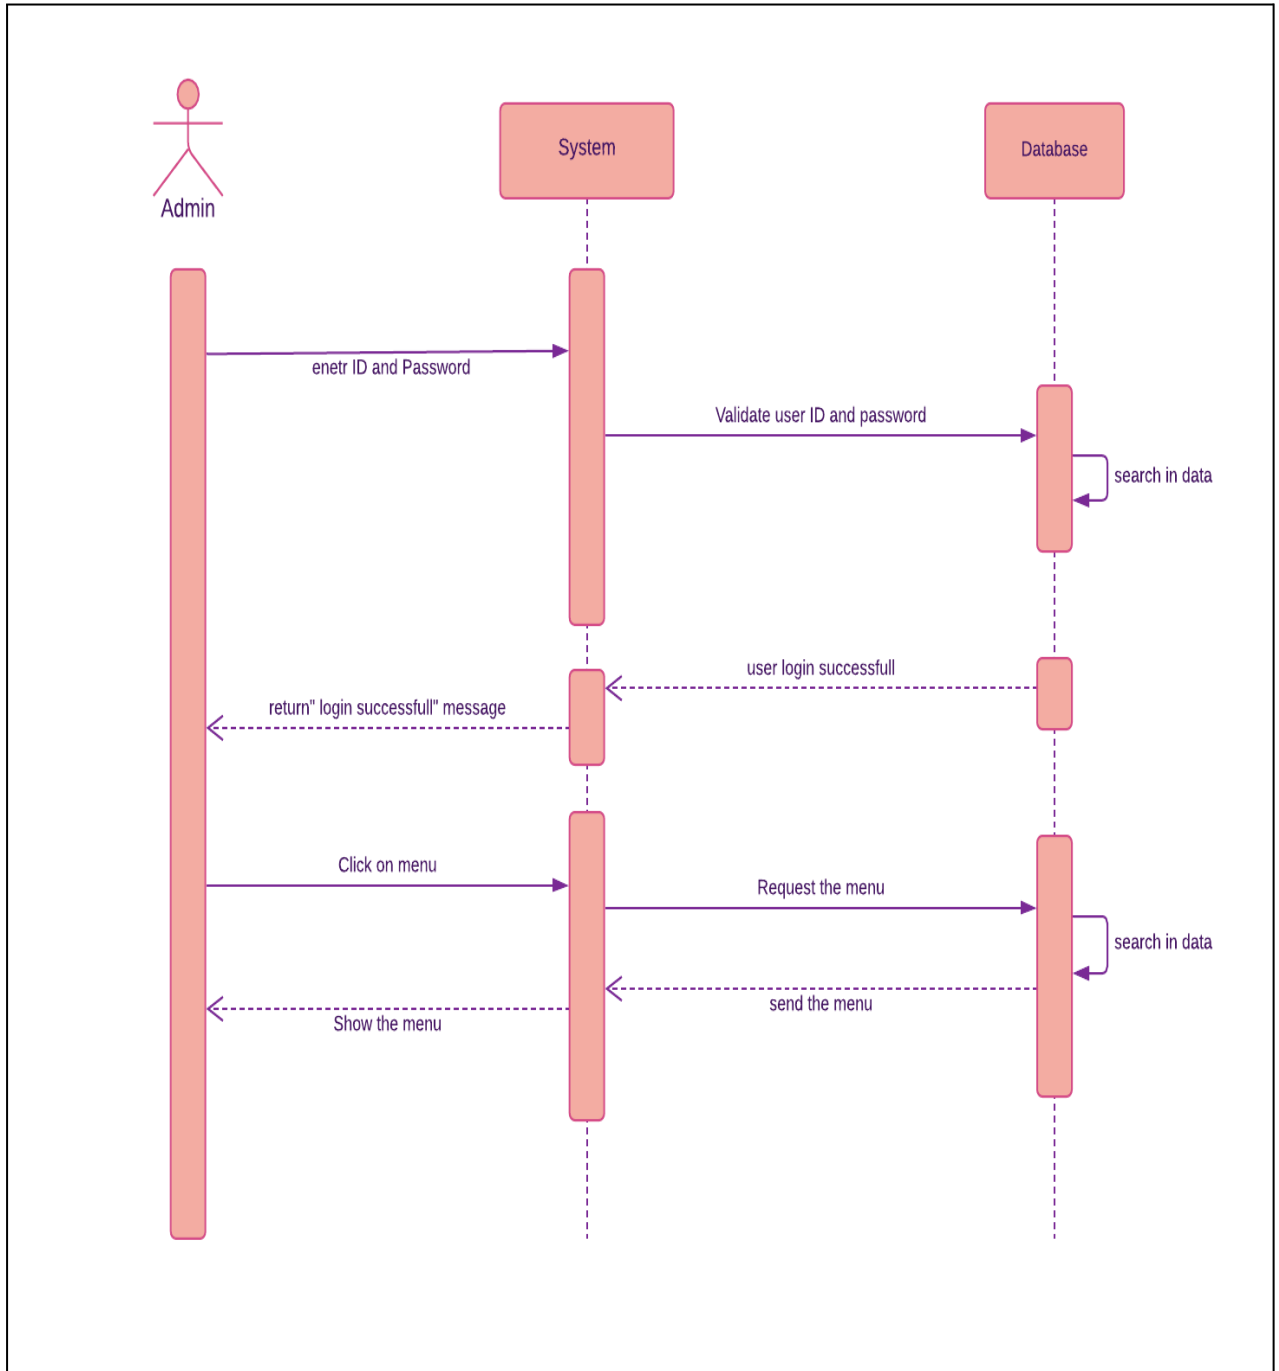 Admin
System
Database
enetr ID and Password
Validate user ID and password
search in data
user login successfull
return" login successfull" message
Click on menu
Request the menu
search in data
send the menu
Show the menu